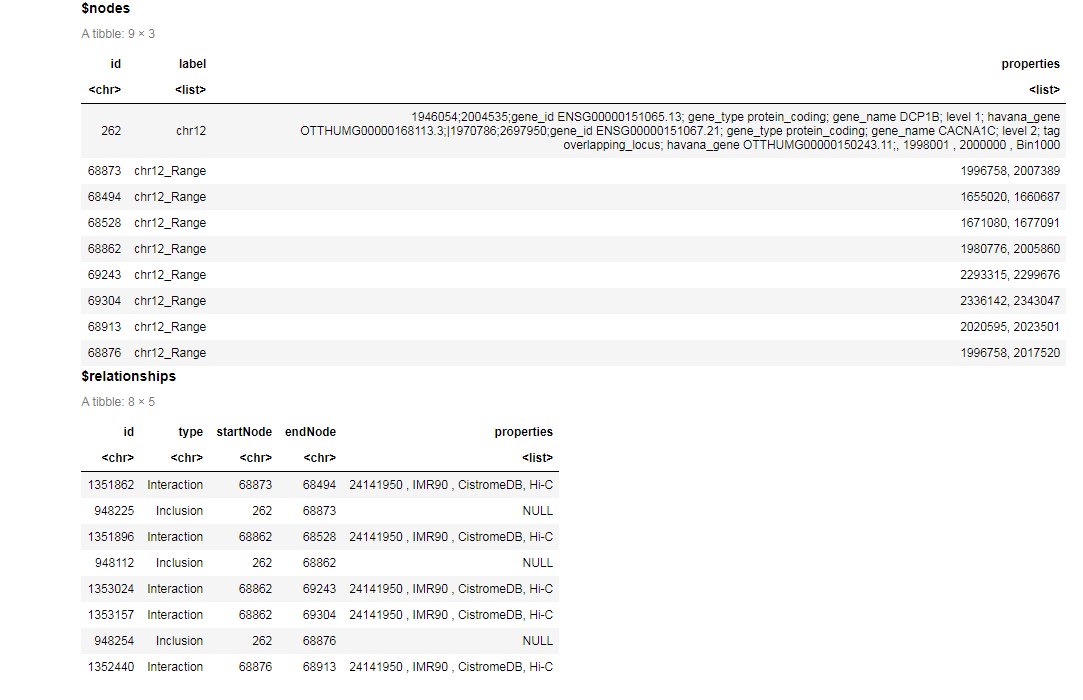 $nodes
A tibble: 9 × 3
id label properties
<chr> <list> <list>
1946054;2004535;gene_id ENSG00000151065.13; gene_type protein_coding; gene_name DCP1B; level 1; havana_gene
262 chr12 OTTHUMG00000168113.3;|1970786;2697950;gene_id ENSG00000151067.21; gene_type protein_coding; gene_name CACNA1C; level 2; tag
overlapping_locus; havana_gene OTTHUMG00000150243.11;, 1998001 , 2000000 , Bin1000
68873 chr12_Range 1996758, 2007389
68494 chr12_Range 1655020, 1660687
68528 chr12_Range 1671080, 1677091
68862 chr12_Range 1980776, 2005860
69243 chr12_Range 2293315, 2299676
69304 chr12_Range 2336142, 2343047
68913 chr12_Range 2020595, 2023501
68876 chr12_Range 1996758, 2017520
$relationships
A tibble: 8 × 5
id type startNode endNode properties
<chr> <chr> <chr> <chr> <list>
1351862 Interaction 68873 68494 24141950 , IMR90 , CistromeDB, Hi-C
948225 Inclusion 262 68873 NULL
1351896 Interaction 68862 68528 24141950 , IMR90 , CistromeDB, Hi-C
948112 Inclusion 262 68862 NULL
1353024 Interaction 68862 69243 24141950 , IMR90 , CistromeDB, Hi-C
1353157 Interaction 68862 69304 24141950 , IMR90 , CistromeDB, Hi-C
948254 Inclusion 262 68876 NULL
1352440 Interaction 68876 68913 24141950 , IMR90 , CistromeDB, Hi-C